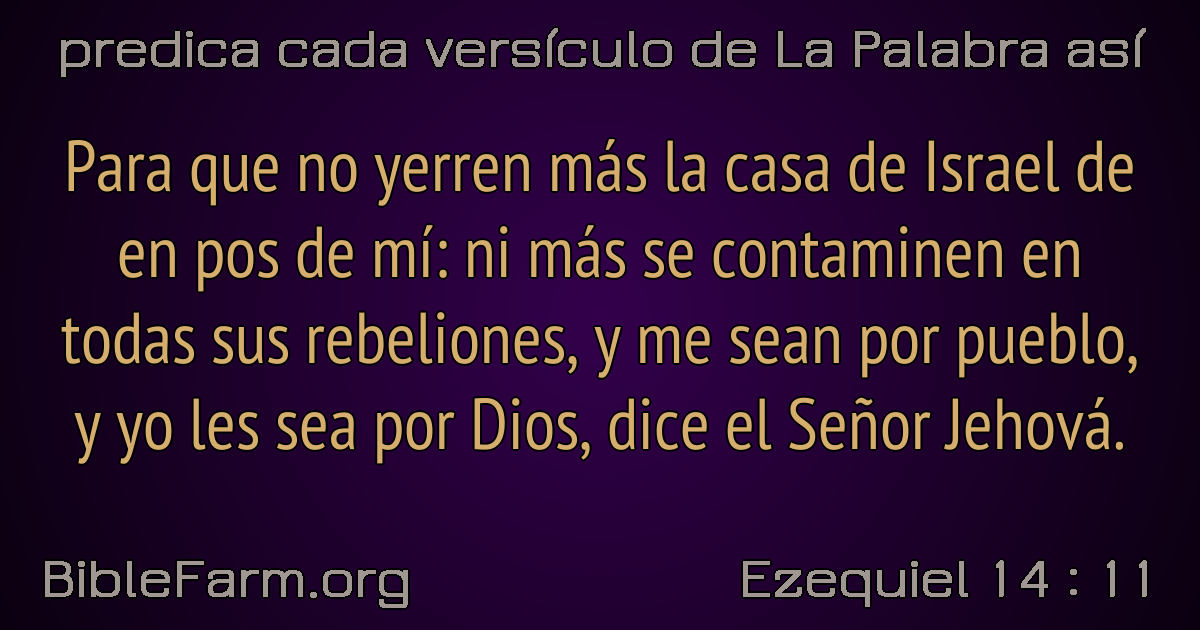 predica cada versículo de La Palabra así
Para que no yerren más la casa de Israel de
en pos de mí: ni más se contaminen en
todas sus rebeliones, y me sean por pueblo,
y yo les sea por Dios, dice el Señor Jehová.
BibleFarm.org
Ezequiel 14 : 11